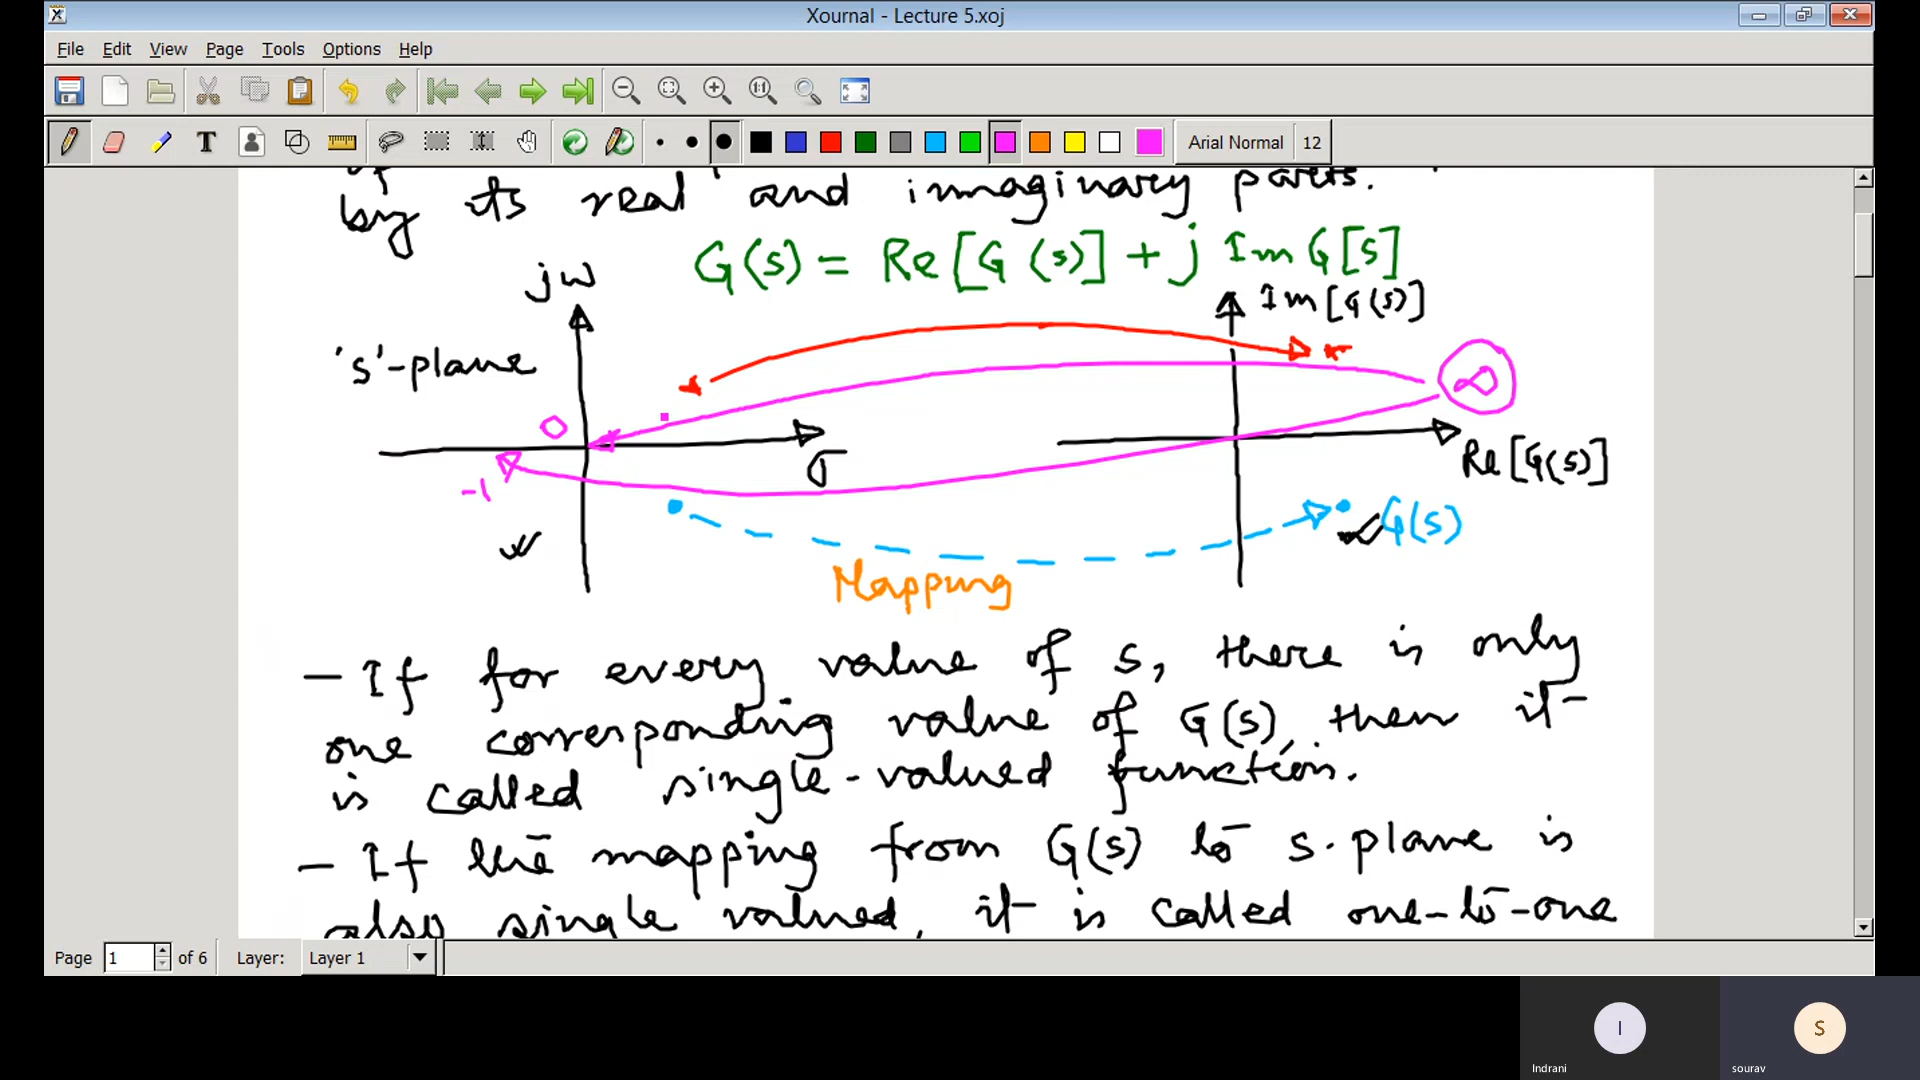 Xournal - Lecture 5.xoj
File Edit View Page Tools Options Help
Arial Normal 12
by its real and imaginary parts.
G(s) = Re[G(s)] + j Im G[s]
jω
Im[G(s)]
's'-plane
∞
0
σ
Re[G(s)]
-1
G(s)
Mapping
- If for every value of s, there is only
one corresponding value of G(s), then it
is called single-valued function.
- If the mapping from G(s) to s-plane is
also single valued, it is called one-to-one
Page 1 of 6 Layer: Layer 1
I
S
Indrani
sourav